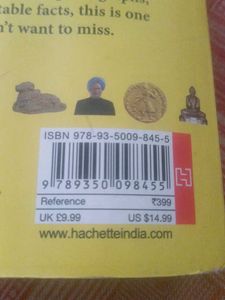 table facts, this is one
't want to miss.
ISBN 978-93-5009-845-5
9 789350 098455
Reference ₹399
UK £9.99 US $14.99
www.hachetteindia.com